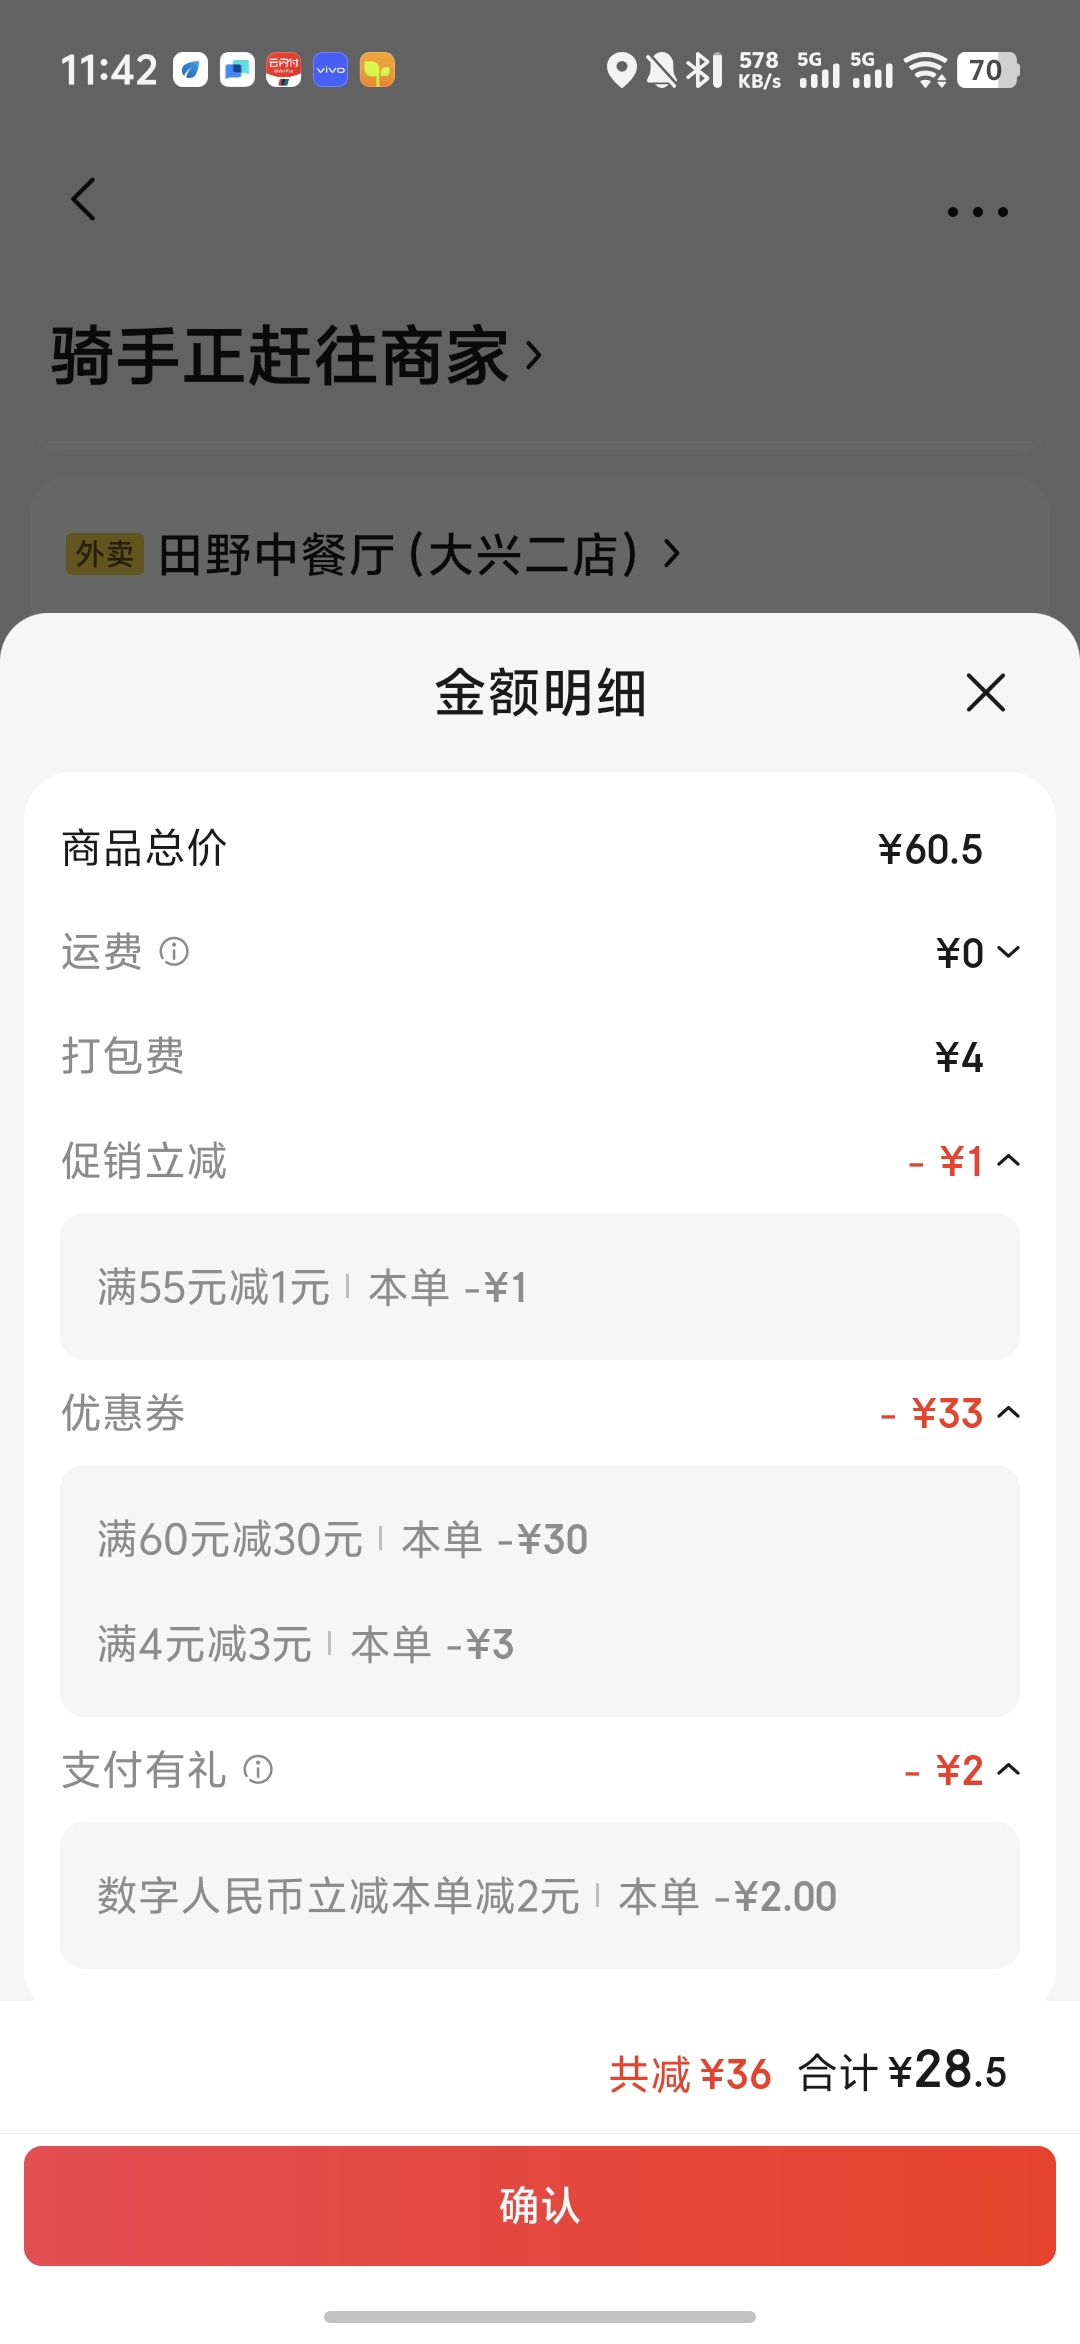 11:42
云闪付
vivo
578 KB/s
5G 5G
70
骑手正赶往商家
外卖 田野中餐厅 (大兴二店)
金额明细
商品总价 ¥60.5
运费 ¥0
打包费 ¥4
促销立减 - ¥1
满55元减1元 本单 -¥1
优惠券 - ¥33
满60元减30元 本单 -¥30
满4元减3元 本单 -¥3
支付有礼 - ¥2
数字人民币立减本单减2元 本单 -¥2.00
共减 ¥36 合计 ¥28.5
确认